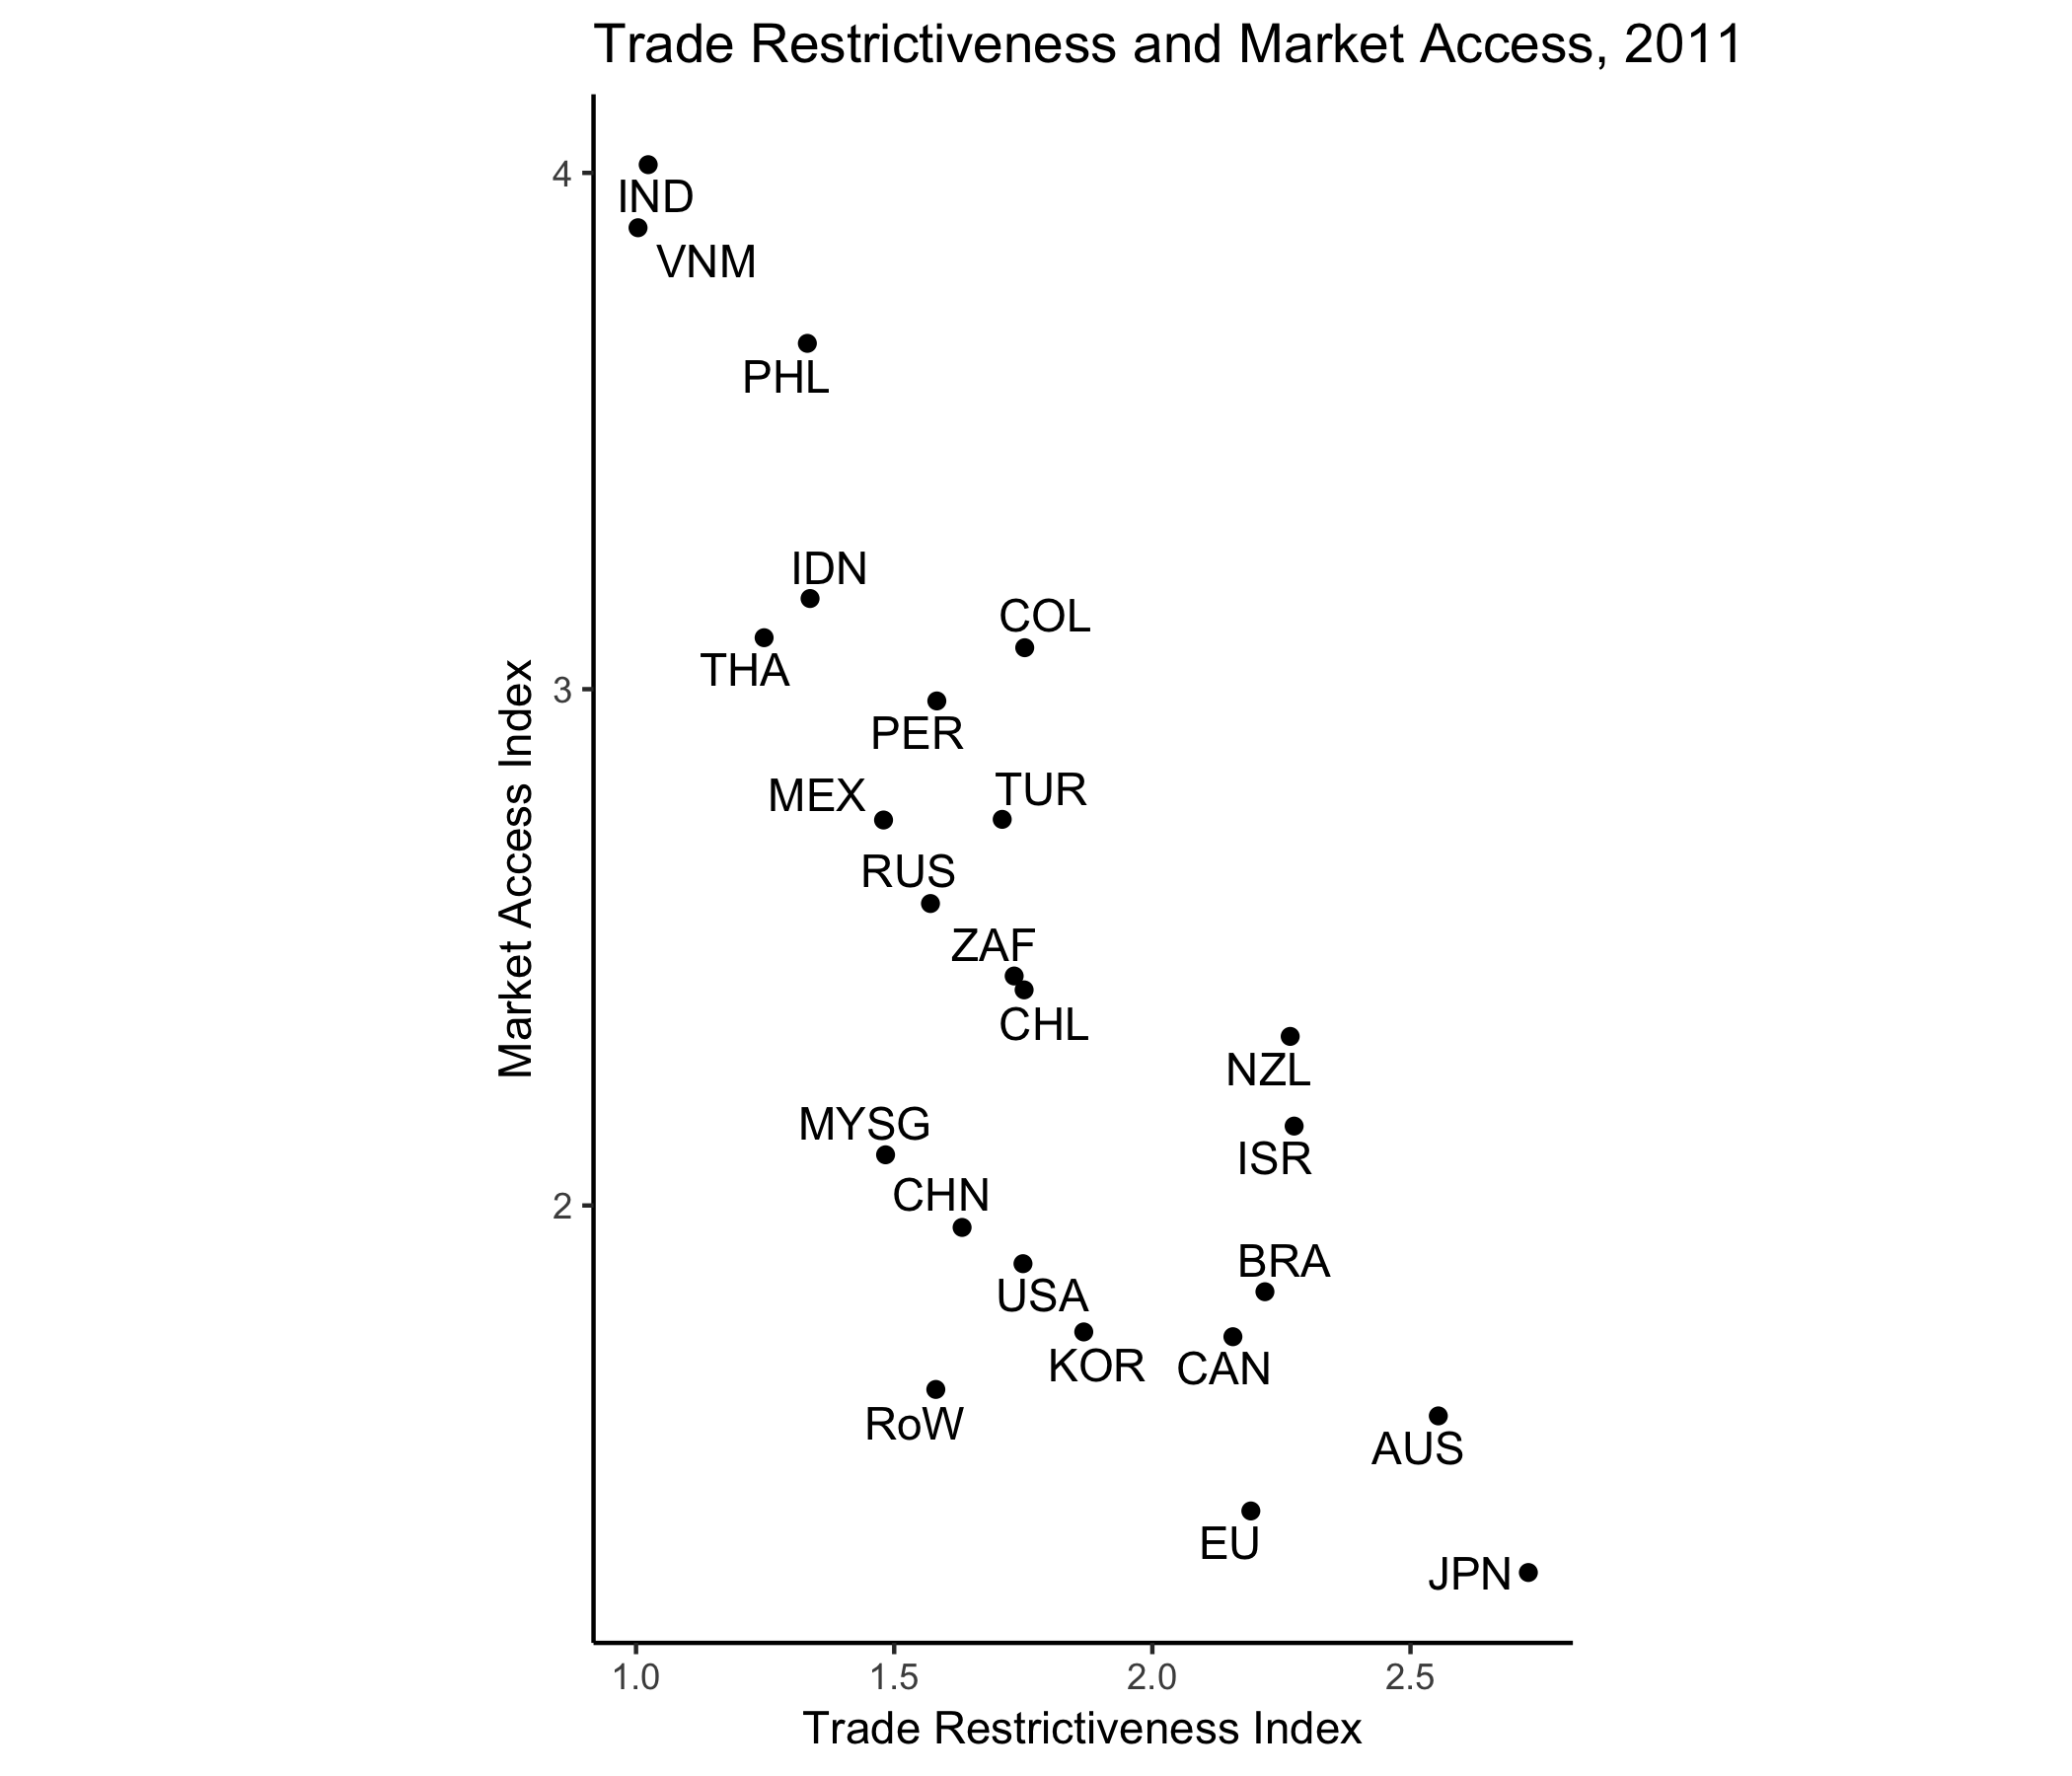 Trade Restrictiveness and Market Access, 2011
4
IND
VNM
PHL
IDN
COL
THA
3
PER
TUR
MEX
RUS
ZAF
CHL
NZL
MYSG
ISR
CHN
2
BRA
USA
KOR
CAN
RoW
AUS
EU
JPN
Market Access Index
1.0
1.5
2.0
2.5
Trade Restrictiveness Index